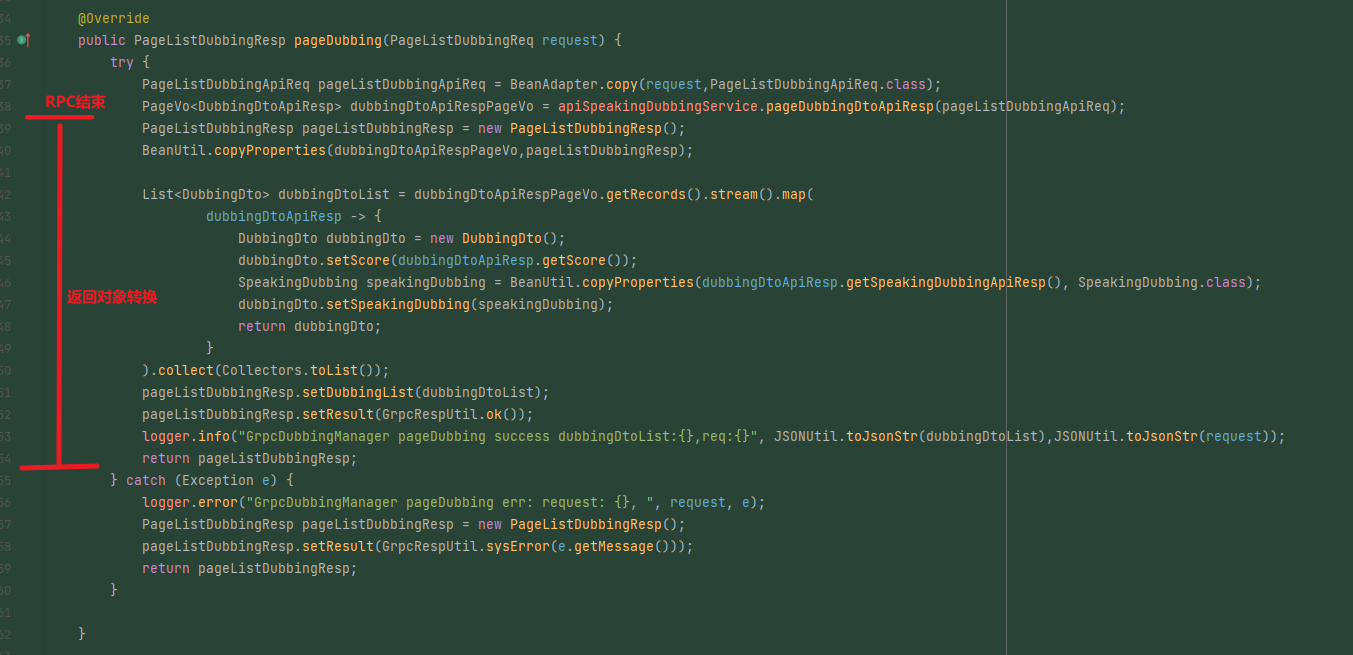 34 @Override
35 public PageListDubbingResp pageDubbing(PageListDubbingReq request) {
36 try {
37 PageListDubbingApiReq pageListDubbingApiReq = BeanAdapter.copy(request,PageListDubbingApiReq.class);
RPC结束
38 PageVo<DubbingDtoApiResp> dubbingDtoApiRespPageVo = apiSpeakingDubbingService.pageDubbingDtoApiResp(pageListDubbingApiReq);
39 PageListDubbingResp pageListDubbingResp = new PageListDubbingResp();
40 BeanUtil.copyProperties(dubbingDtoApiRespPageVo,pageListDubbingResp);
41
42 List<DubbingDto> dubbingDtoList = dubbingDtoApiRespPageVo.getRecords().stream().map(
43 dubbingDtoApiResp -> {
44 DubbingDto dubbingDto = new DubbingDto();
45 dubbingDto.setScore(dubbingDtoApiResp.getScore());
46 SpeakingDubbing speakingDubbing = BeanUtil.copyProperties(dubbingDtoApiResp.getSpeakingDubbingApiResp(), SpeakingDubbing.class);
返回对象转换
47 dubbingDto.setSpeakingDubbing(speakingDubbing);
48 return dubbingDto;
49 }
50 ).collect(Collectors.toList());
51 pageListDubbingResp.setDubbingList(dubbingDtoList);
52 pageListDubbingResp.setResult(GrpcRespUtil.ok());
53 logger.info("GrpcDubbingManager pageDubbing success dubbingDtoList:{},req:{}", JSONUtil.toJsonStr(dubbingDtoList),JSONUtil.toJsonStr(request));
54 return pageListDubbingResp;
55 } catch (Exception e) {
56 logger.error("GrpcDubbingManager pageDubbing err: request: {}, ", request, e);
57 PageListDubbingResp pageListDubbingResp = new PageListDubbingResp();
58 pageListDubbingResp.setResult(GrpcRespUtil.sysError(e.getMessage()));
59 return pageListDubbingResp;
60 }
61
62 }